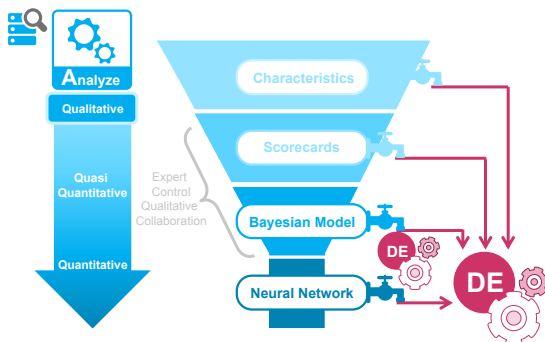 Analyze
Qualitative
Quasi
Quantitative
Quantitative
Expert
Control
Qualitative
Collaboration
Characteristics
Scorecards
Bayesian Model
Neural Network
DE
DE